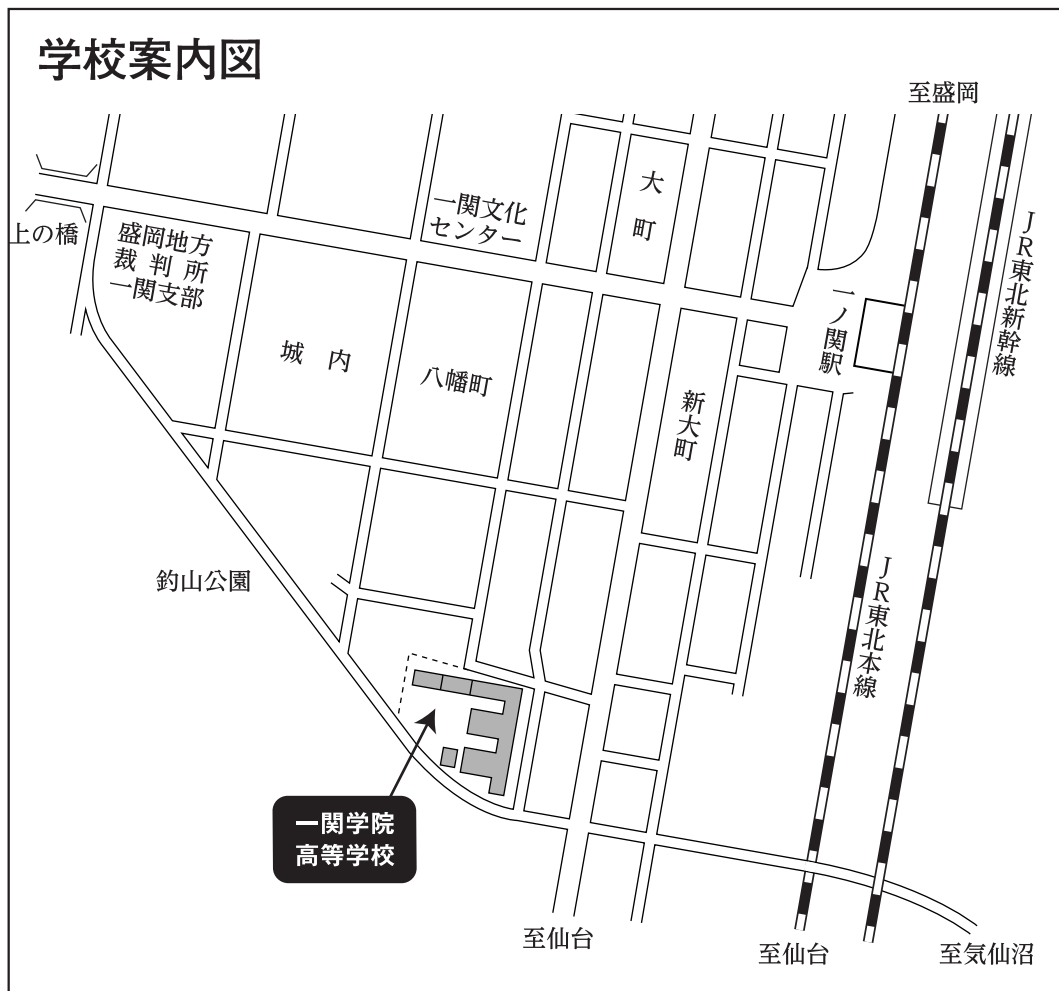 学校案内図
至盛岡
大町
一関文化
センター
上の橋
盛岡地方
裁判所
一関支部
JR東北新幹線
一ノ関駅
城内
八幡町
新大町
釣山公園
JR東北本線
一関学院
高等学校
至仙台
至仙台
至気仙沼